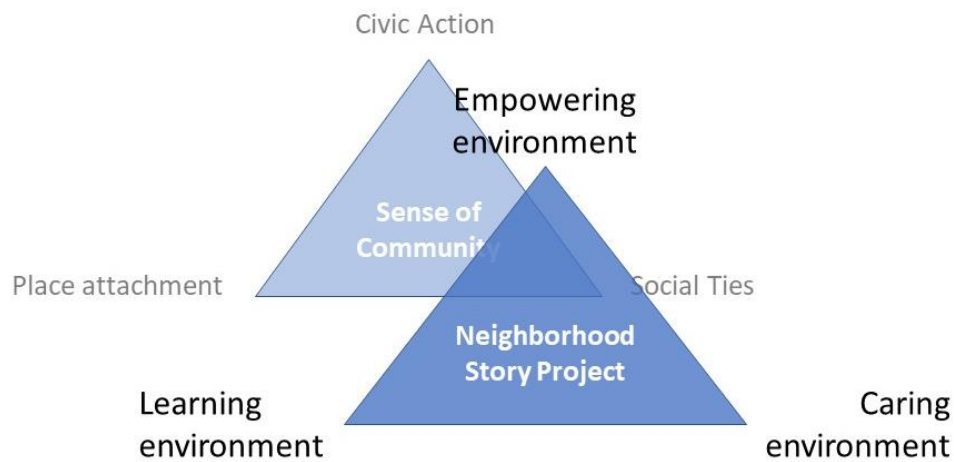 Civic Action
Empowering
environment
Sense of
Community
Place attachment
Social Ties
Neighborhood
Story Project
Learning
environment
Caring
environment